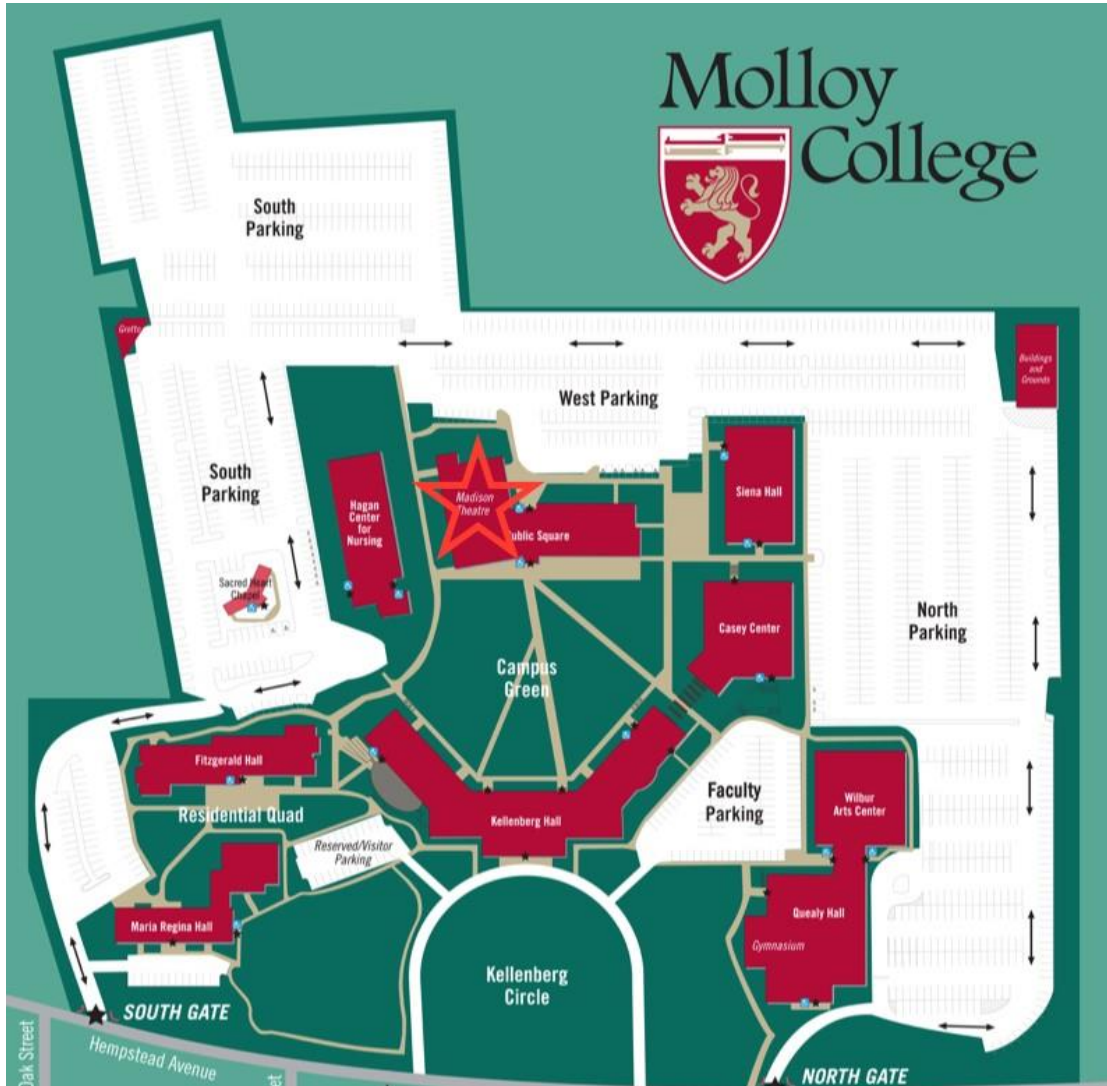 Molloy
College
South
Parking
Grotto
Buildings
and
Grounds
West Parking
South
Parking
Hagan
Center
for
Nursing
Madison
Theatre
Public Square
Siena Hall
Sacred Heart
Chapel
Casey Center
North
Parking
Campus
Green
Fitzgerald Hall
Residential Quad
Kellenberg Hall
Faculty
Parking
Wilbur
Arts Center
Reserved/Visitor
Parking
Maria Regina Hall
Quealy Hall
Gymnasium
Kellenberg
Circle
SOUTH GATE
Hempstead Avenue
Oak Street
et
NORTH GATE